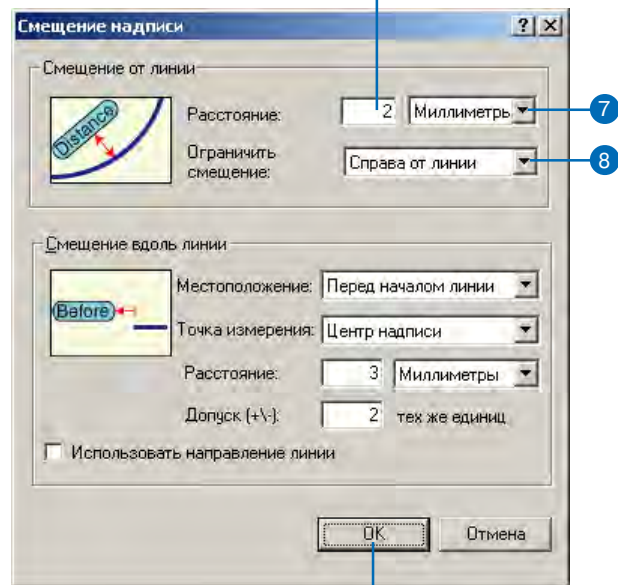 Смещение надписи
Смещение от линии
Distance
Расстояние: 2 Миллиметры
7
Ограничить смещение: Справа от линии
8
Смещение вдоль линии
Before
Местоположение: Перед началом линии
Точка измерения: Центр надписи
Расстояние: 3 Миллиметры
Допуск (+\-): 2 тех же единиц
Использовать направление линии
OK Отмена